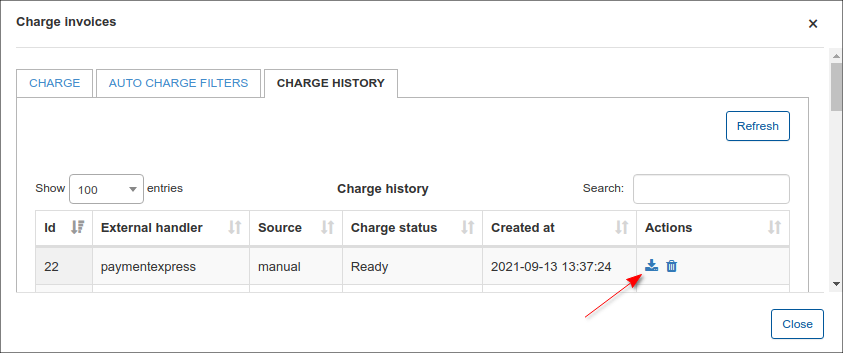 Charge invoices ×
CHARGE AUTO CHARGE FILTERS CHARGE HISTORY
Refresh
Show 100 entries Charge history Search:
Id External handler Source Charge status Created at Actions
22 paymentexpress manual Ready 2021-09-13 13:37:24
Close